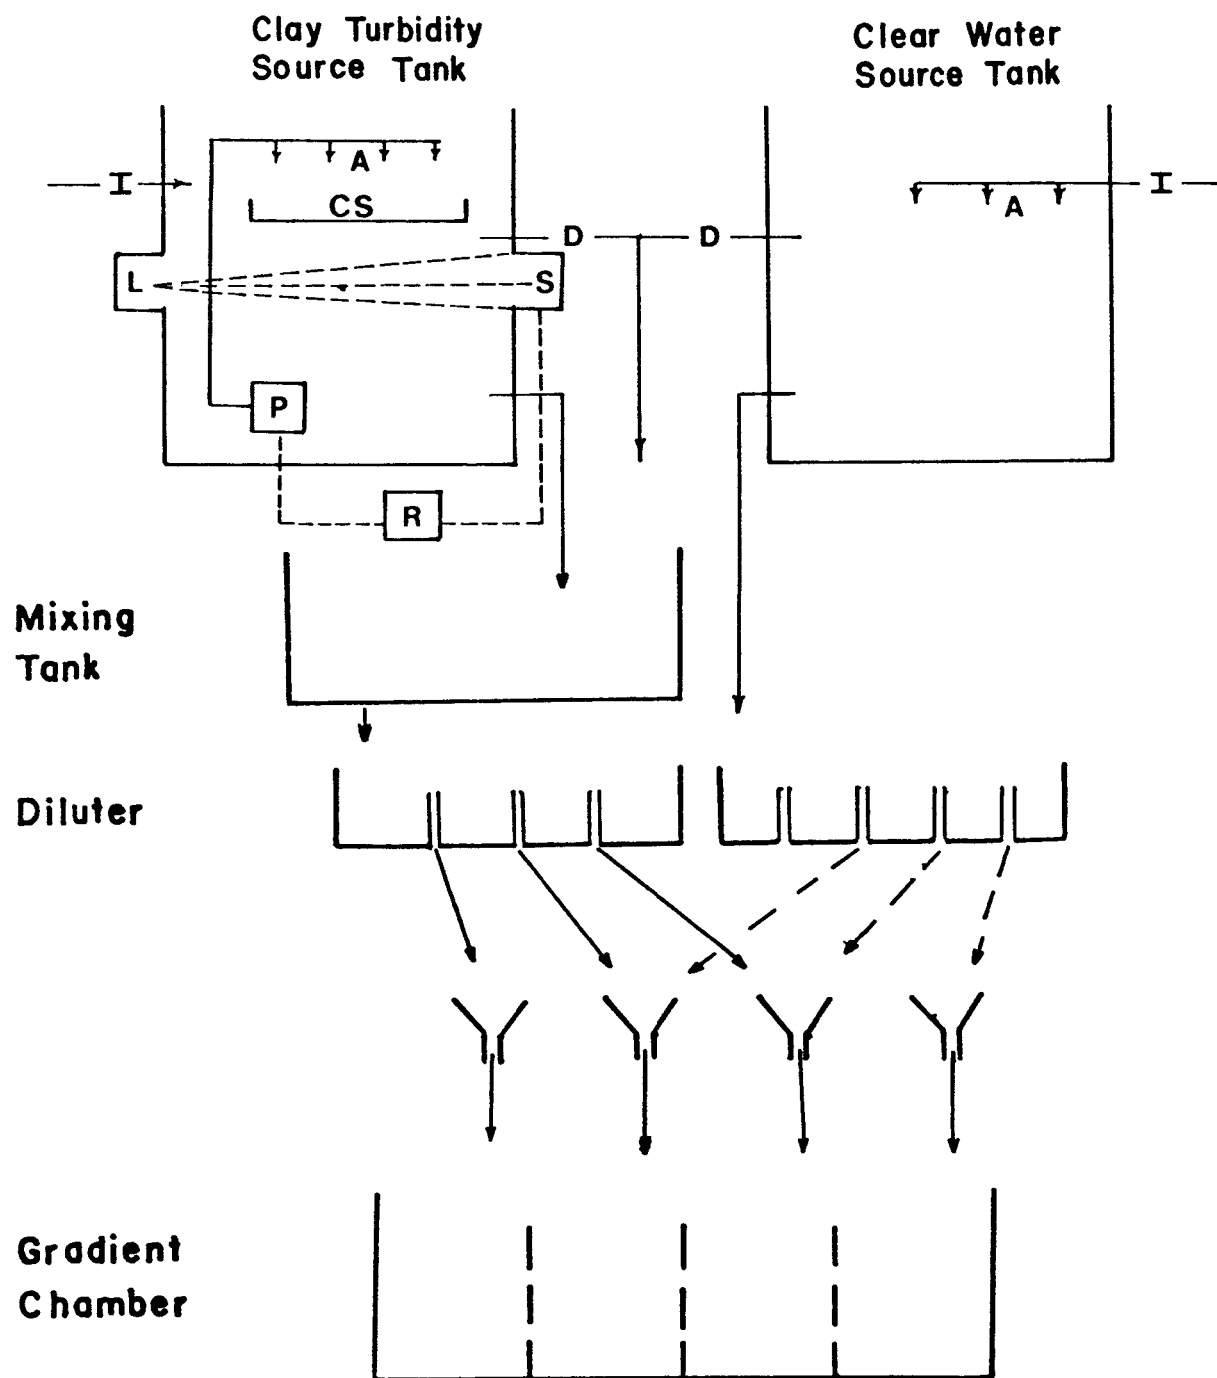 Clay Turbidity
Source Tank
Clear Water
Source Tank
A
I
CS
I
A
D
D
L
S
P
R
Mixing
Tank
Diluter
Gradient
Chamber